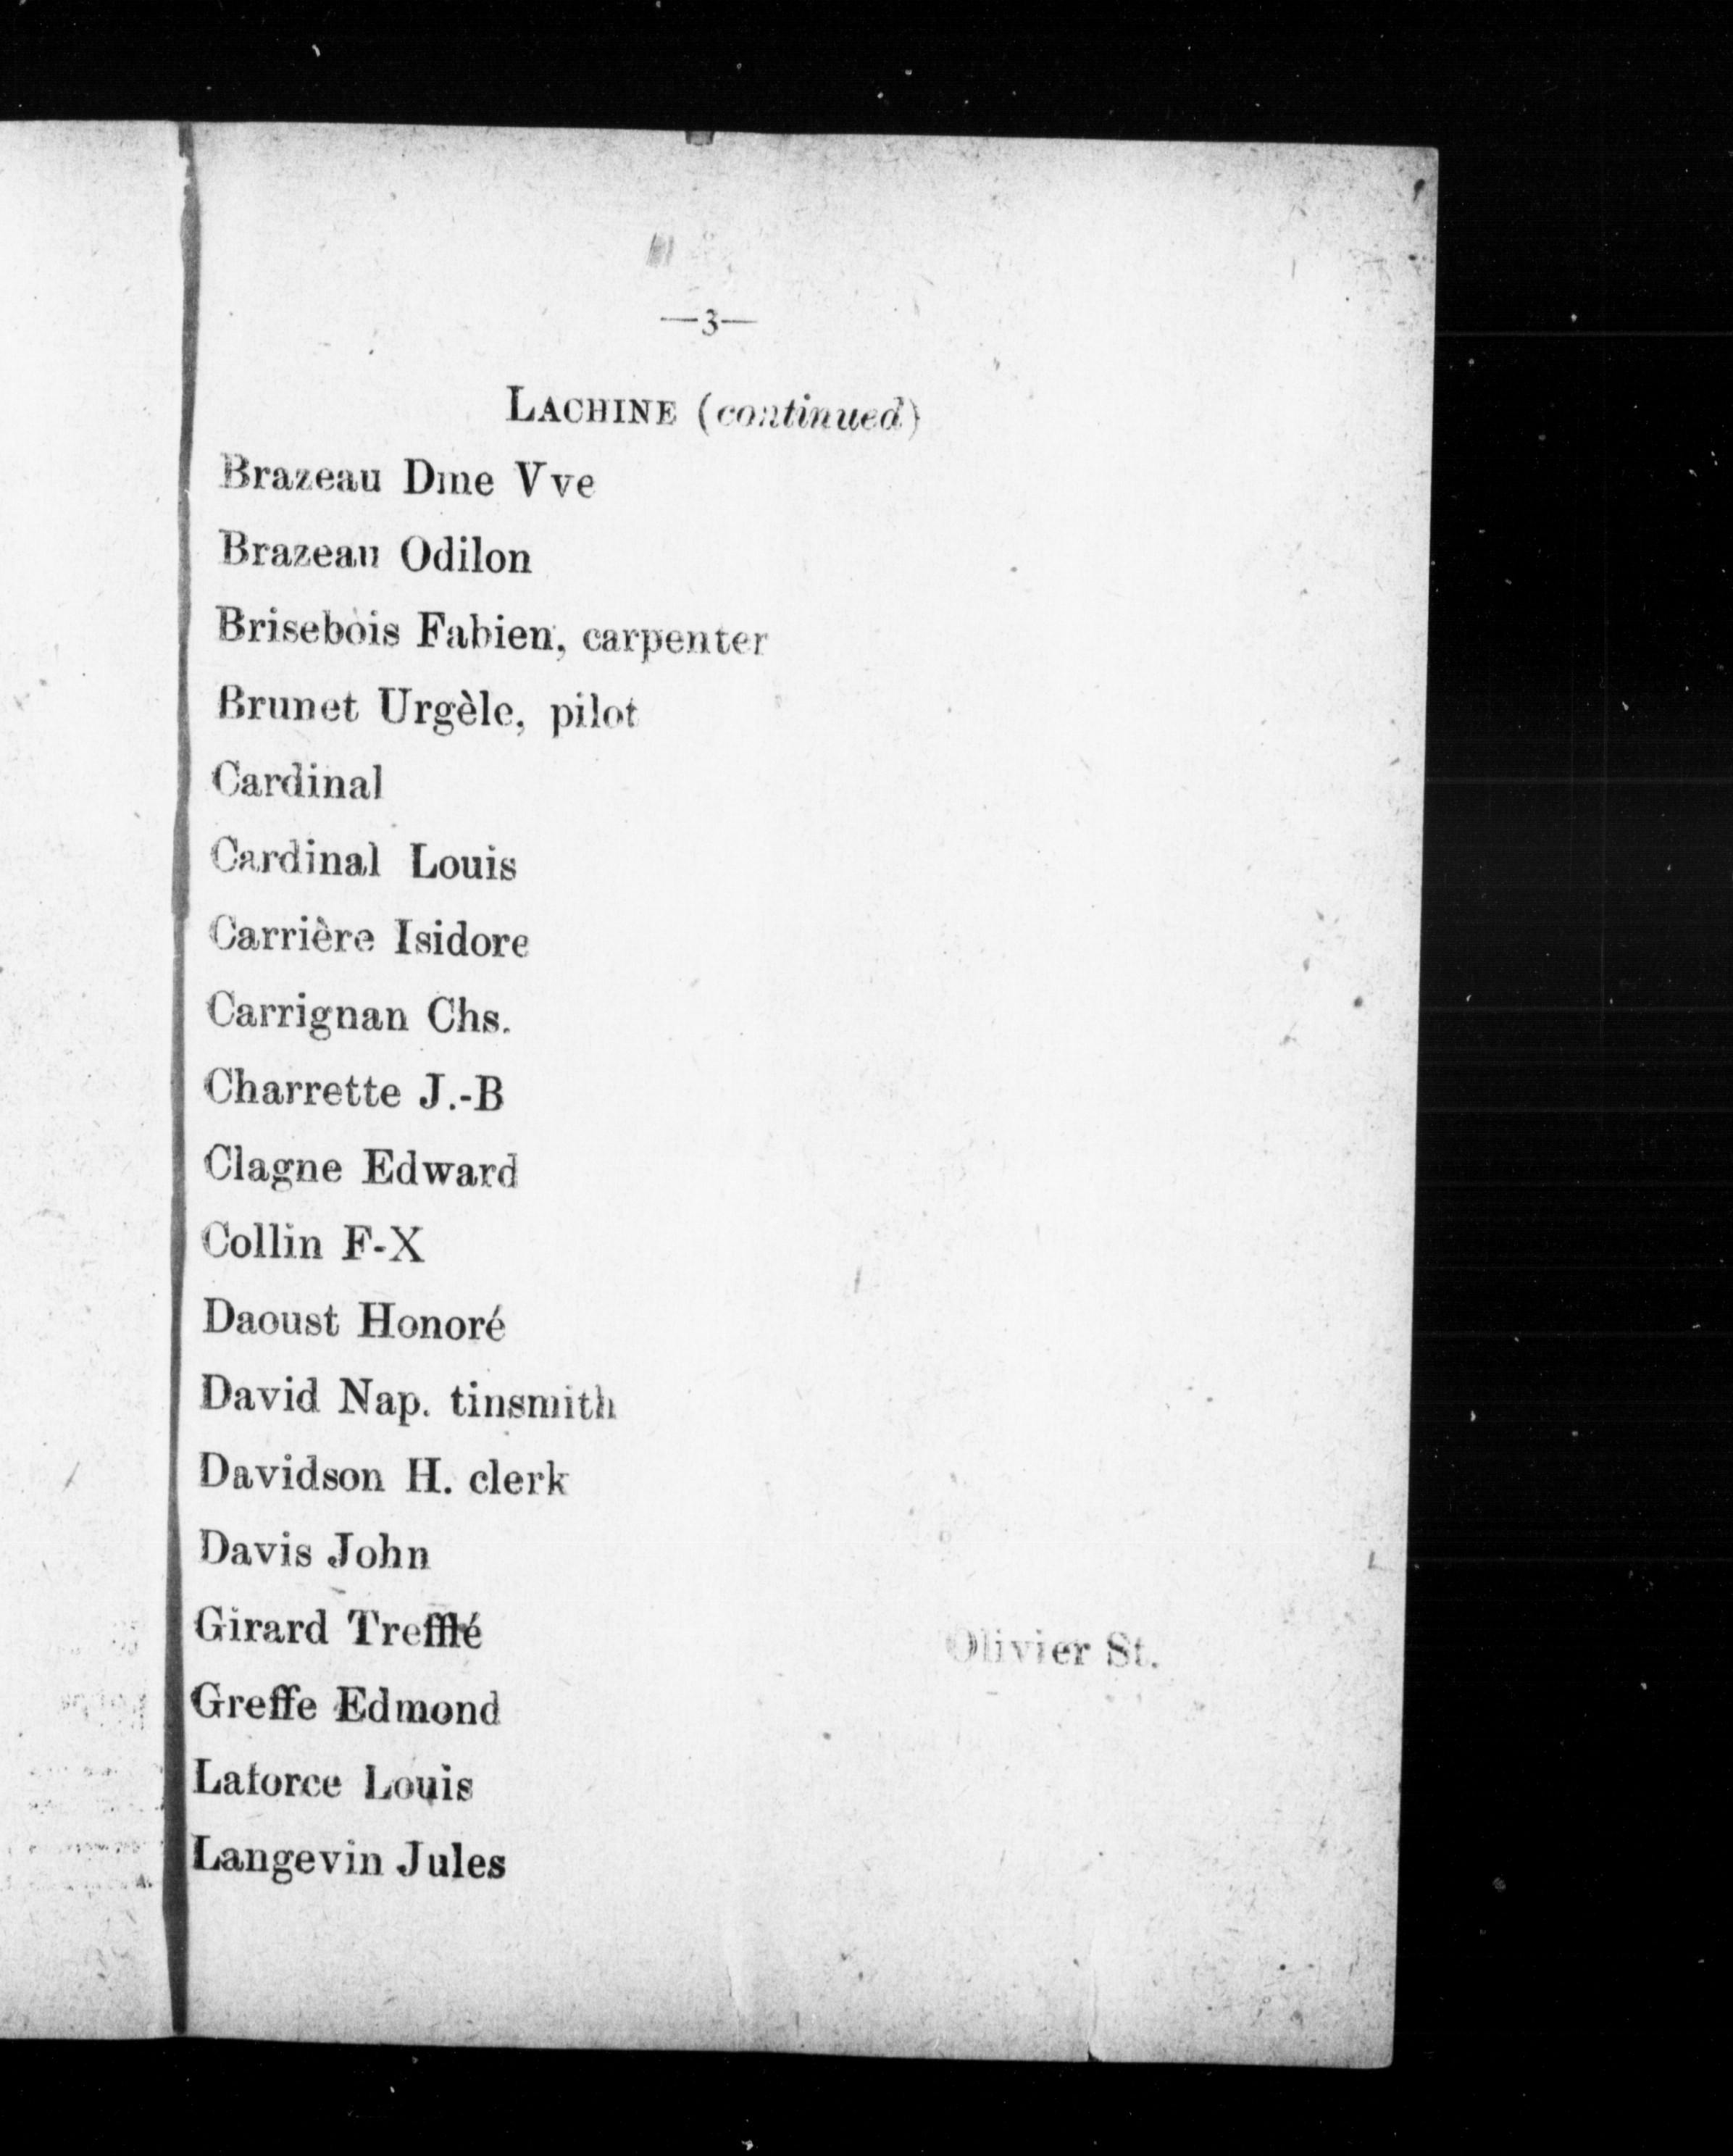 —3—
LACHINE (continued)
Brazeau Dme Vve
Brazeau Odilon
Brisebois Fabien, carpenter
Brunet Urgèle, pilot
Cardinal
Cardinal Louis
Carrière Isidore
Carrignan Chs.
Charrette J.-B
Clagne Edward
Collin F-X
Daoust Honoré
David Nap. tinsmith
Davidson H. clerk
Davis John
Girard Trefflé Olivier St.
Greffe Edmond
Laforce Louis
Langevin Jules